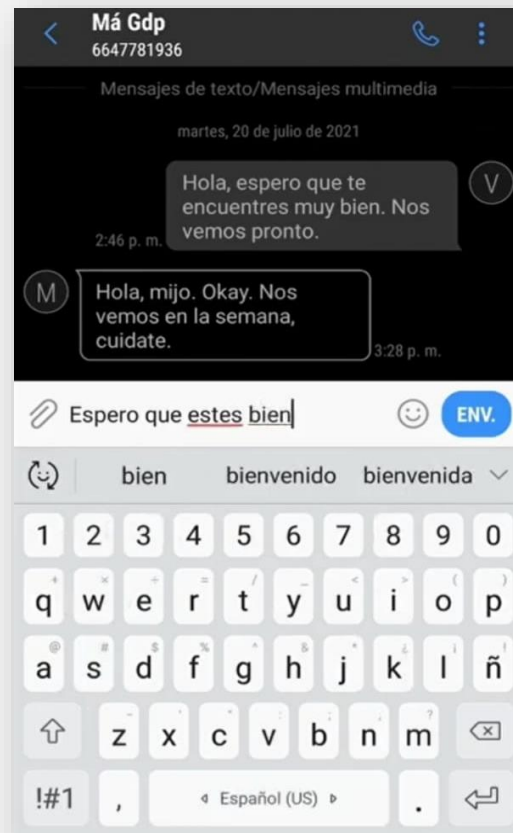 Má Gdp
6647781936
Mensajes de texto/Mensajes multimedia
martes, 20 de julio de 2021
Hola, espero que te
encuentres muy bien. Nos
vemos pronto.
2:46 p. m.
V
M
Hola, mijo. Okay. Nos
vemos en la semana,
cuidate.
3:28 p. m.
Espero que estes bien
ENV.
bien bienvenido bienvenida
1 2 3 4 5 6 7 8 9 0
q w e r t y u i o p
a s d f g h j k l ñ
z x c v b n m
!#1 , Español (US) .